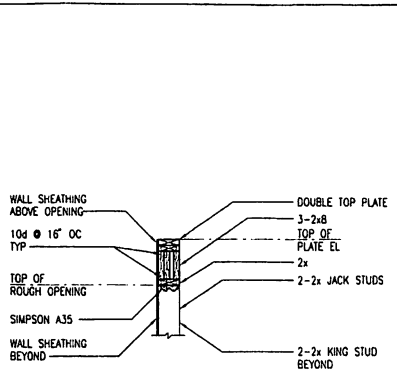 WALL SHEATHING
ABOVE OPENING
10d @ 16" OC
TYP
TOP OF
ROUGH OPENING
SIMPSON A35
WALL SHEATHING
BEYOND
DOUBLE TOP PLATE
3-2x8
TOP OF
PLATE EL
2x
2-2x JACK STUDS
2-2x KING STUD
BEYOND